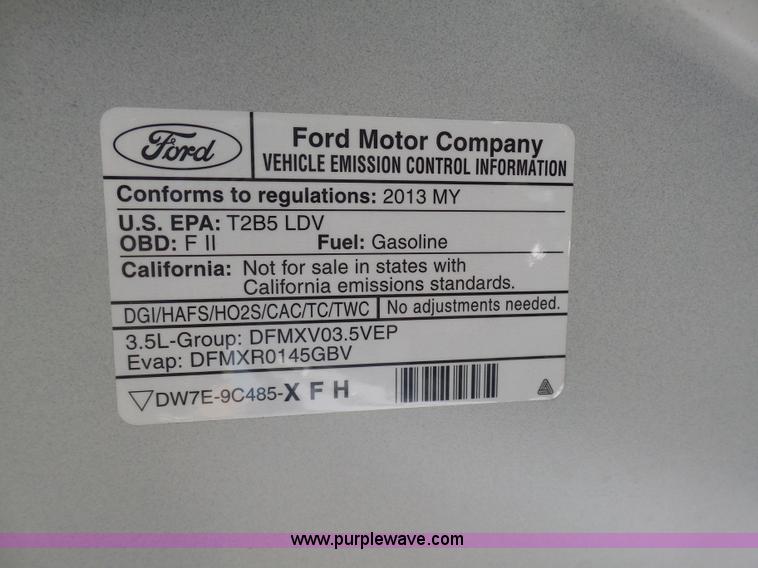 Ford
Ford Motor Company
VEHICLE EMISSION CONTROL INFORMATION
Conforms to regulations: 2013 MY
U.S. EPA: T2B5 LDV
OBD: F II Fuel: Gasoline
California: Not for sale in states with
California emissions standards.
DGI/HAFS/HO2S/CAC/TC/TWC No adjustments needed.
3.5L-Group: DFMXV03.5VEP
Evap: DFMXR0145GBV
DW7E-9C485-X F H
www.purplewave.com